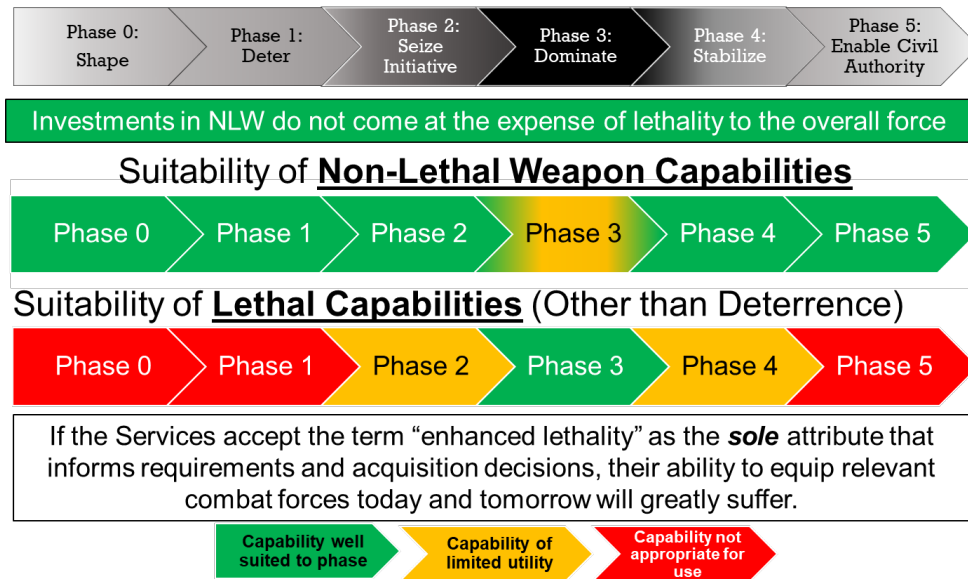 Phase 0:
Shape
Phase 1:
Deter
Phase 2:
Seize
Initiative
Phase 3:
Dominate
Phase 4:
Stabilize
Phase 5:
Enable Civil
Authority
Investments in NLW do not come at the expense of lethality to the overall force
Suitability of Non-Lethal Weapon Capabilities
Phase 0
Phase 1
Phase 2
Phase 3
Phase 4
Phase 5
Suitability of Lethal Capabilities (Other than Deterrence)
Phase 0
Phase 1
Phase 2
Phase 3
Phase 4
Phase 5
If the Services accept the term “enhanced lethality” as the sole attribute that
informs requirements and acquisition decisions, their ability to equip relevant
combat forces today and tomorrow will greatly suffer.
Capability well
suited to phase
Capability of
limited utility
Capability not
appropriate for
use